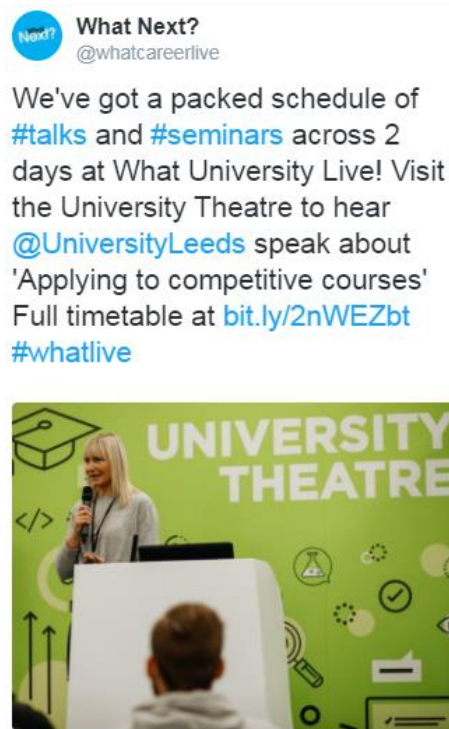 What
Next?
What Next?
@whatcareerlive
We've got a packed schedule of
#talks and #seminars across 2
days at What University Live! Visit
the University Theatre to hear
@UniversityLeeds speak about
'Applying to competitive courses'
Full timetable at bit.ly/2nWEZbt
#whatlive
UNIVERSITY
THEATRE
</>